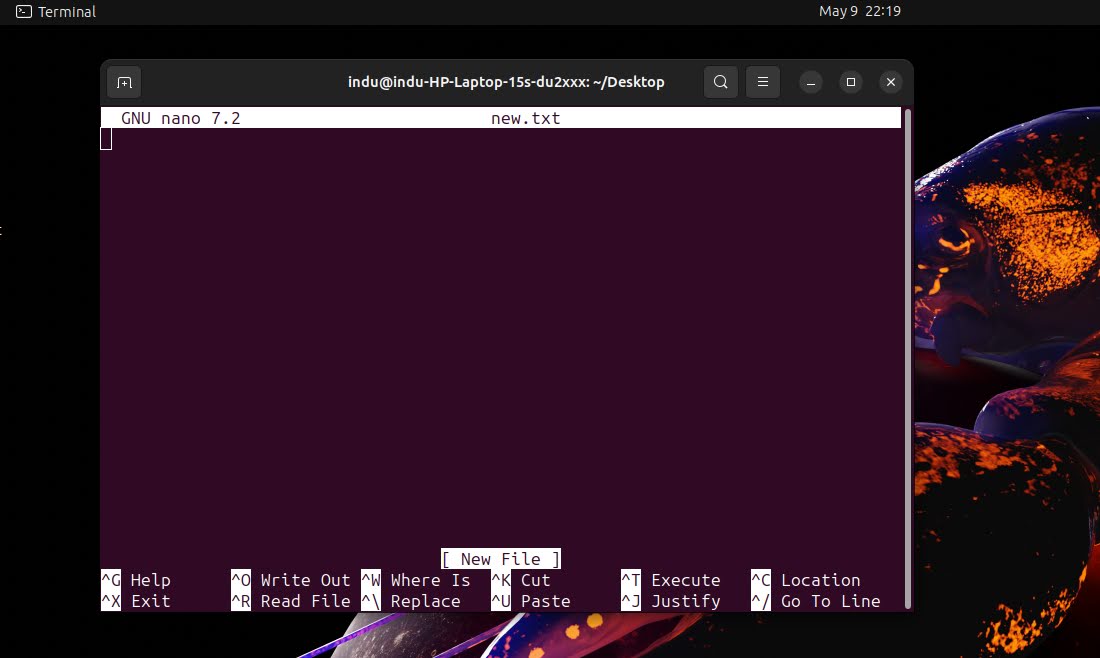 Terminal
May 9 22:19
indu@indu-HP-Laptop-15s-du2xxx: ~/Desktop
GNU nano 7.2 new.txt
[ New File ]
^G Help ^O Write Out ^W Where Is ^K Cut ^T Execute ^C Location
^X Exit ^R Read File ^\ Replace ^U Paste ^J Justify ^/ Go To Line